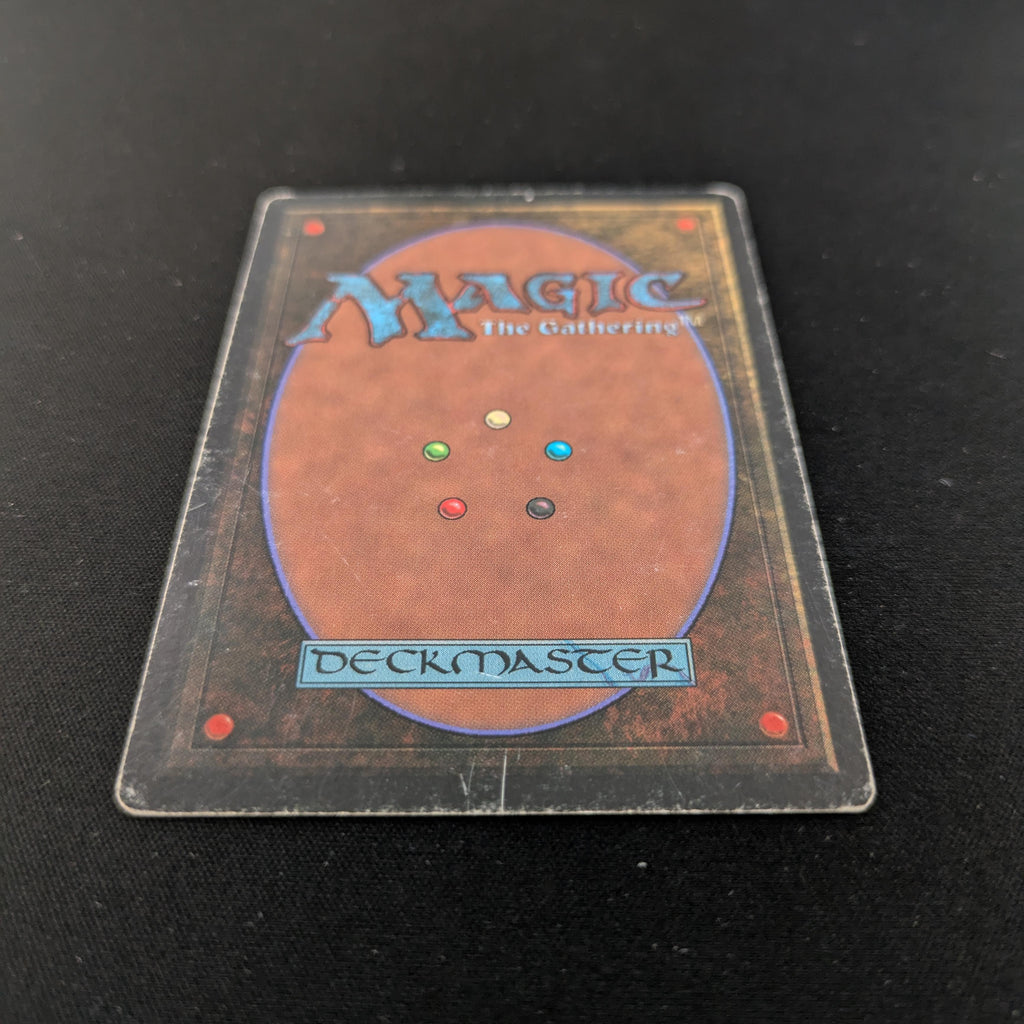 MAGIC
The Gathering™
DECKMASTER